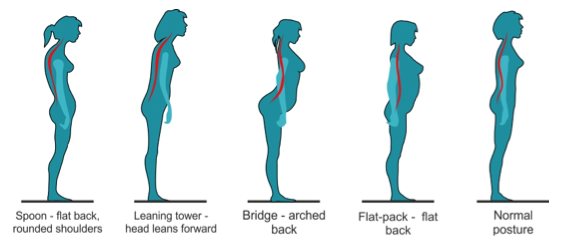 Spoon - flat back,
rounded shoulders
Leaning tower -
head leans forward
Bridge - arched
back
Flat-pack -  flat
back
Normal
posture